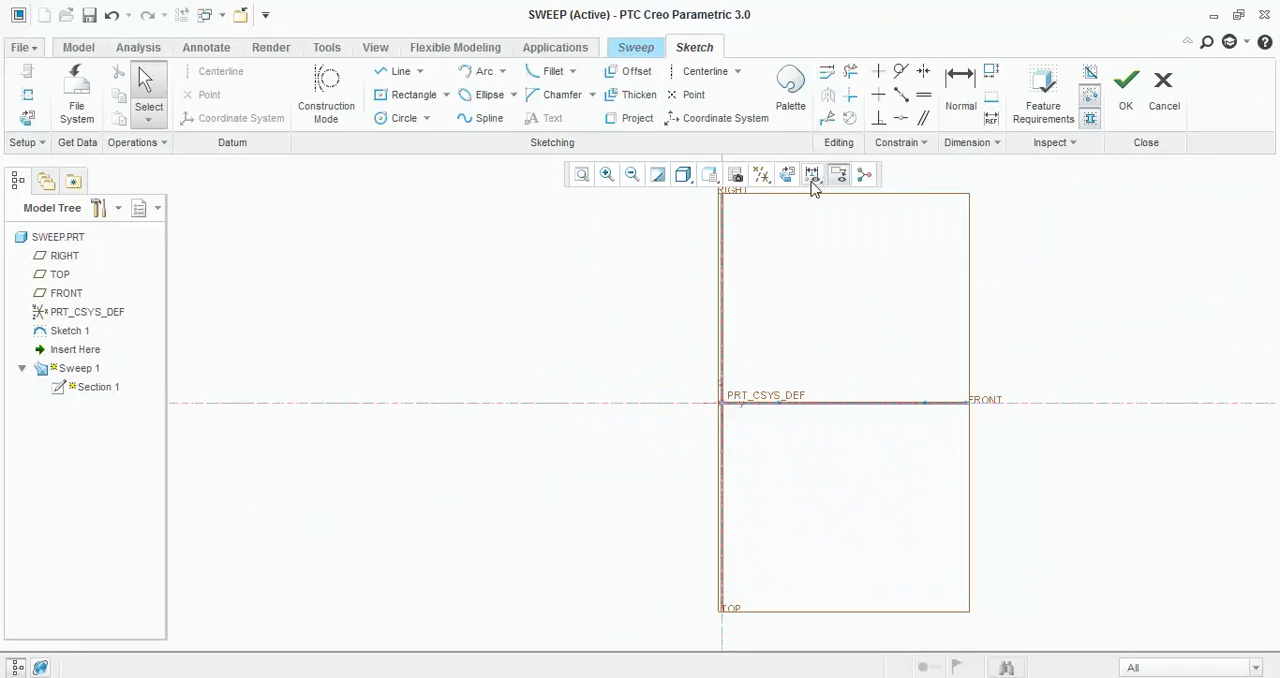 SWEEP (Active) - PTC Creo Parametric 3.0
File Model Analysis Annotate Render Tools View Flexible Modeling Applications Sweep Sketch
File System
Select
Centerline
Point
Coordinate System
Construction Mode
Line
Rectangle
Circle
Arc
Ellipse
Spline
Fillet
Chamfer
Text
Offset
Thicken
Project
Centerline
Point
Coordinate System
Palette
Normal
Feature Requirements
OK
Cancel
Setup Get Data Operations Datum Sketching Editing Constrain Dimension Inspect Close
Model Tree
SWEEP.PRT
RIGHT
TOP
FRONT
PRT_CSYS_DEF
Sketch 1
Insert Here
Sweep 1
Section 1
RIGHT
PRT_CSYS_DEF
FRONT
TOP
All